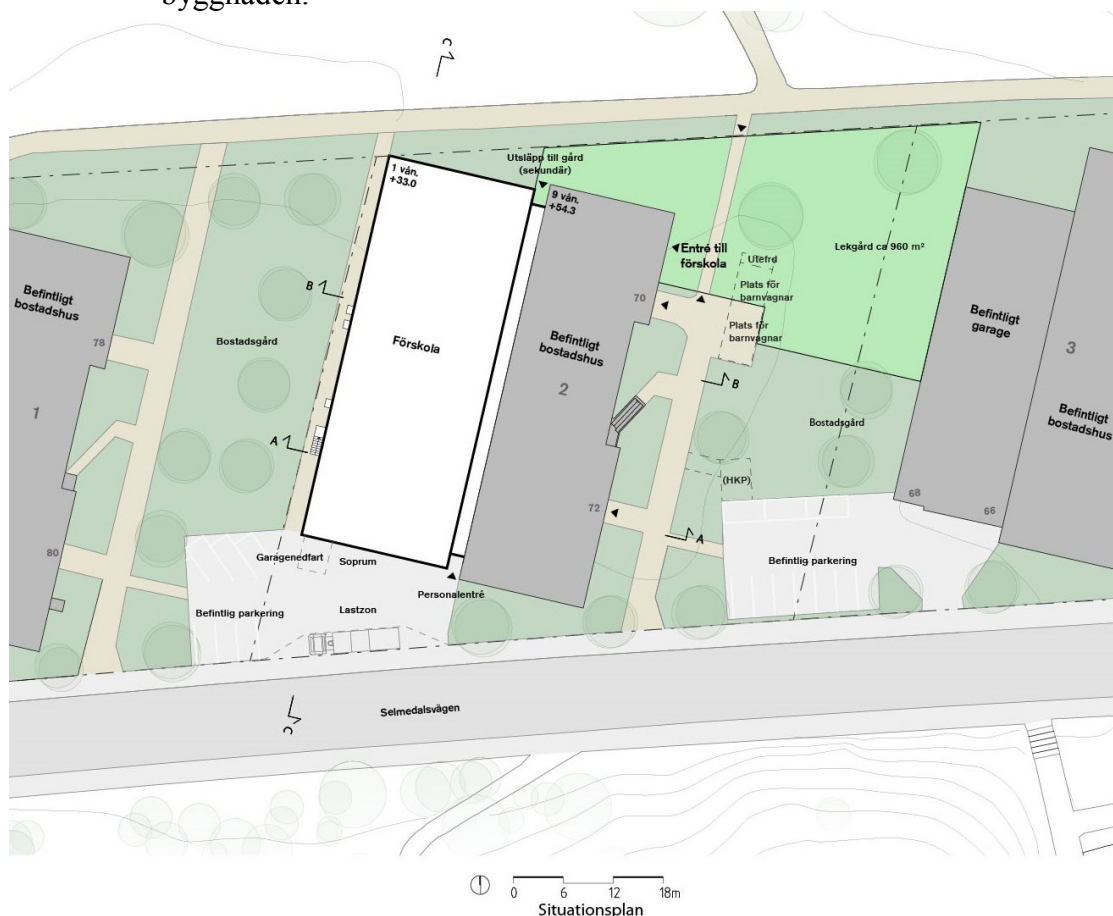 byggnaden.
C
1 vån.
+33.0
Utsläpp till gård
(sekundär)
9 vån.
+54.3
Entré till
förskola
Lekgård ca 960 m²
Utefrd
Plats för
barnvagnar
Plats för
barnvagnar
Befintligt
bostadshus
78
1
80
Bostadsgård
B
A
Förskola
Befintligt
bostadshus
2
70
72
B
Bostadsgård
(HKP)
A
Befintligt
garage
3
Befintligt
bostadshus
68
66
Garagenedfart
Soprum
Befintlig parkering
Lastzon
Personalentré
Befintlig parkering
Selmedalsvägen
C
0 6 12 18m
Situationsplan